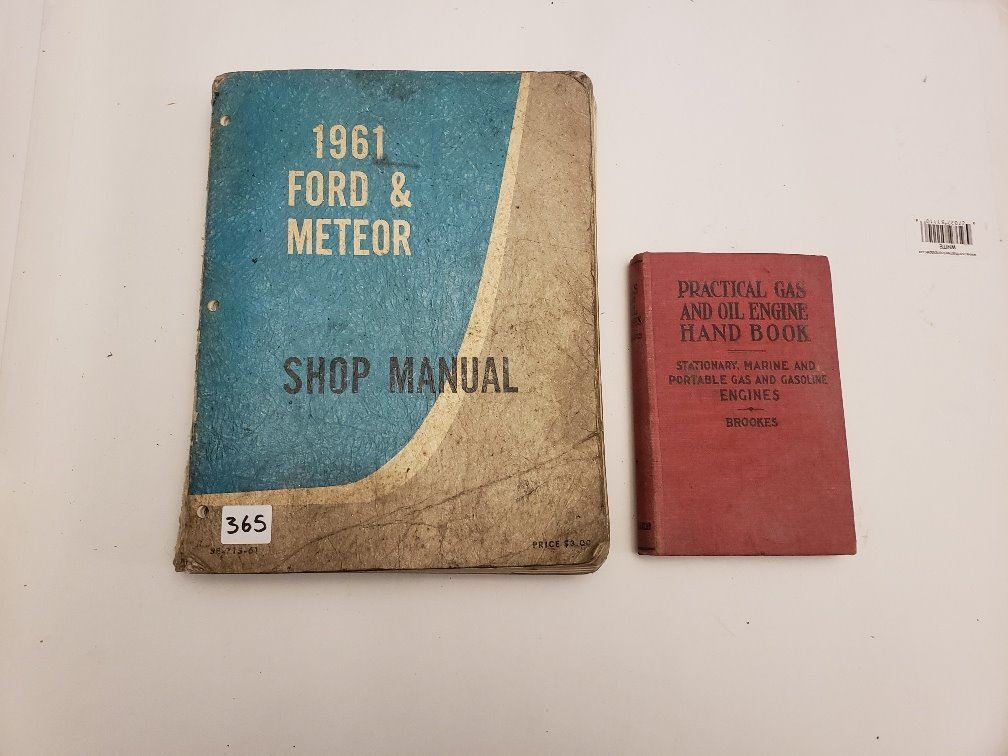 1961
FORD &
METEOR
SHOP MANUAL
365
PRICE $3.00
PRACTICAL GAS
AND OIL ENGINE
HAND BOOK
STATIONARY, MARINE AND
PORTABLE GAS AND GASOLINE
ENGINES
BROOKES
WHITE